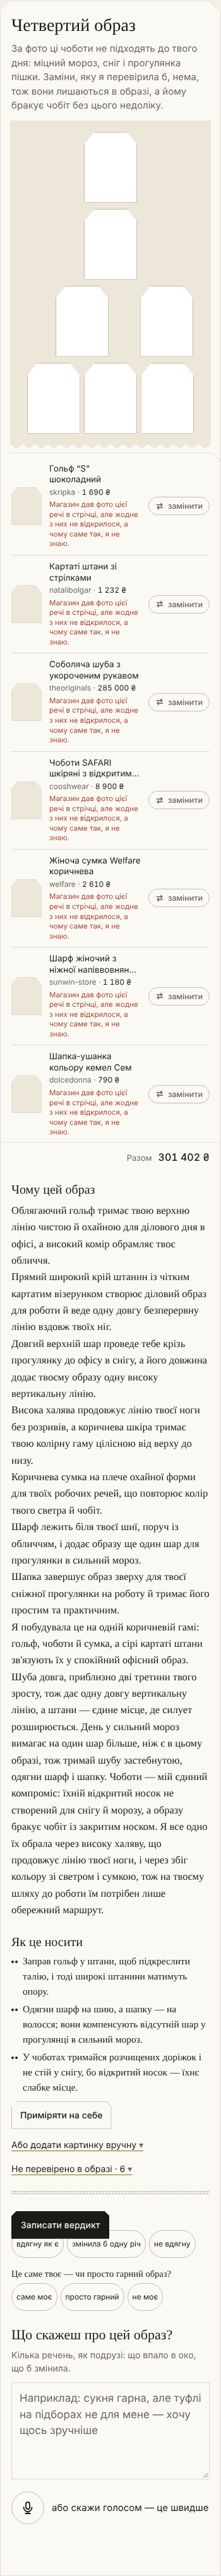 Четвертий образ
За фото ці чоботи не підходять до твого
дня: міцний мороз, сніг і прогулянка
пішки. Заміни, яку я перевірила б, нема,
тож вони лишаються в образі, а йому
бракує чобіт без цього недоліку.
Гольф “S”
шоколадний
skripka · 1 690 ₴
Магазин дав фото цієї
речі в стрічці, але жодне
з них не відкрилося, а
чому саме так, я не
знаю.
замінити
Картаті штани зі
стрілками
natalibolgar · 1 232 ₴
Магазин дав фото цієї
речі в стрічці, але жодне
з них не відкрилося, а
чому саме так, я не
знаю.
замінити
Соболяча шуба з
укороченим рукавом
theoriginals · 285 000 ₴
Магазин дав фото цієї
речі в стрічці, але жодне
з них не відкрилося, а
чому саме так, я не
знаю.
замінити
Чоботи SAFARI
шкіряні з відкритим…
cooshwear · 8 900 ₴
Магазин дав фото цієї
речі в стрічці, але жодне
з них не відкрилося, а
чому саме так, я не
знаю.
замінити
Жіноча сумка Welfare
коричнева
welfare · 2 610 ₴
Магазин дав фото цієї
речі в стрічці, але жодне
з них не відкрилося, а
чому саме так, я не
знаю.
замінити
Шарф жіночий з
ніжної напіввовнян…
sunwin-store · 1 180 ₴
Магазин дав фото цієї
речі в стрічці, але жодне
з них не відкрилося, а
чому саме так, я не
знаю.
замінити
Шапка-ушанка
кольору кемел Сем
dolcedonna · 790 ₴
Магазин дав фото цієї
речі в стрічці, але жодне
з них не відкрилося, а
чому саме так, я не
знаю.
замінити
Разом 301 402 ₴
Чому цей образ
Облягаючий гольф тримає твою верхню
лінію чистою й охайною для ділового дня в
офісі, а високий комір обрамляє твоє
обличчя.
Прямий широкий крій штанин із чітким
картатим візерунком створює діловий образ
для роботи й веде одну довгу безперервну
лінію вздовж твоїх ніг.
Довгий верхній шар проведе тебе крізь
прогулянку до офісу в снігу, а його довжина
додає твоєму образу одну високу
вертикальну лінію.
Висока халява продовжує лінію твоєї ноги
без розривів, а коричнева шкіра тримає
твою колірну гаму цілісною від верху до
низу.
Коричнева сумка на плече охайної форми
для твоїх робочих речей, що повторює колір
твого светра й чобіт.
Шарф лежить біля твоєї шиї, поруч із
обличчям, і додає образу ще один шар для
прогулянки в сильний мороз.
Шапка завершує образ зверху для твоєї
сніжної прогулянки на роботу й тримає його
простим та практичним.
Я побудувала це на одній коричневій гамі:
гольф, чоботи й сумка, а сірі картаті штани
зв'язують їх у спокійний офісний образ.
Шуба довга, приблизно дві третини твого
зросту, тож дає одну довгу вертикальну
лінію, а штани — єдине місце, де силует
розширюється. День у сильний мороз
вимагає на один шар більше, ніж є в цьому
образі, тож тримай шубу застебнутою,
одягни шарф і шапку. Чоботи — мій єдиний
компроміс: їхній відкритий носок не
створений для снігу й морозу, а образу
бракує чобіт із закритим носком. Я все одно
їх обрала через високу халяву, що
продовжує лінію твоєї ноги, і через збіг
кольору зі светром і сумкою, тож на твоєму
шляху до роботи їм потрібен лише
обережний маршрут.
Як це носити
Заправ гольф у штани, щоб підкреслити
талію, і тоді широкі штанини матимуть
опору.
Одягни шарф на шию, а шапку — на
волосся; вони компенсують відсутній шар у
прогулянці в сильний мороз.
У чоботах тримайся розчищених доріжок і
не стій у снігу, бо відкритий носок — їхнє
слабке місце.
Приміряти на себе
Або додати картинку вручну ▾
Не перевірено в образі · 6 ▾
Записати вердикт
вдягну як є
змінила б одну річ
не вдягну
Це саме твоє — чи просто гарний образ?
саме моє
просто гарний
не моє
Що скажеш про цей образ?
Кілька речень, як подрузі: що впало в око,
що б змінила.
Наприклад: сукня гарна, але туфлі
на підборах не для мене — хочу
щось зручніше
або скажи голосом — це швидше